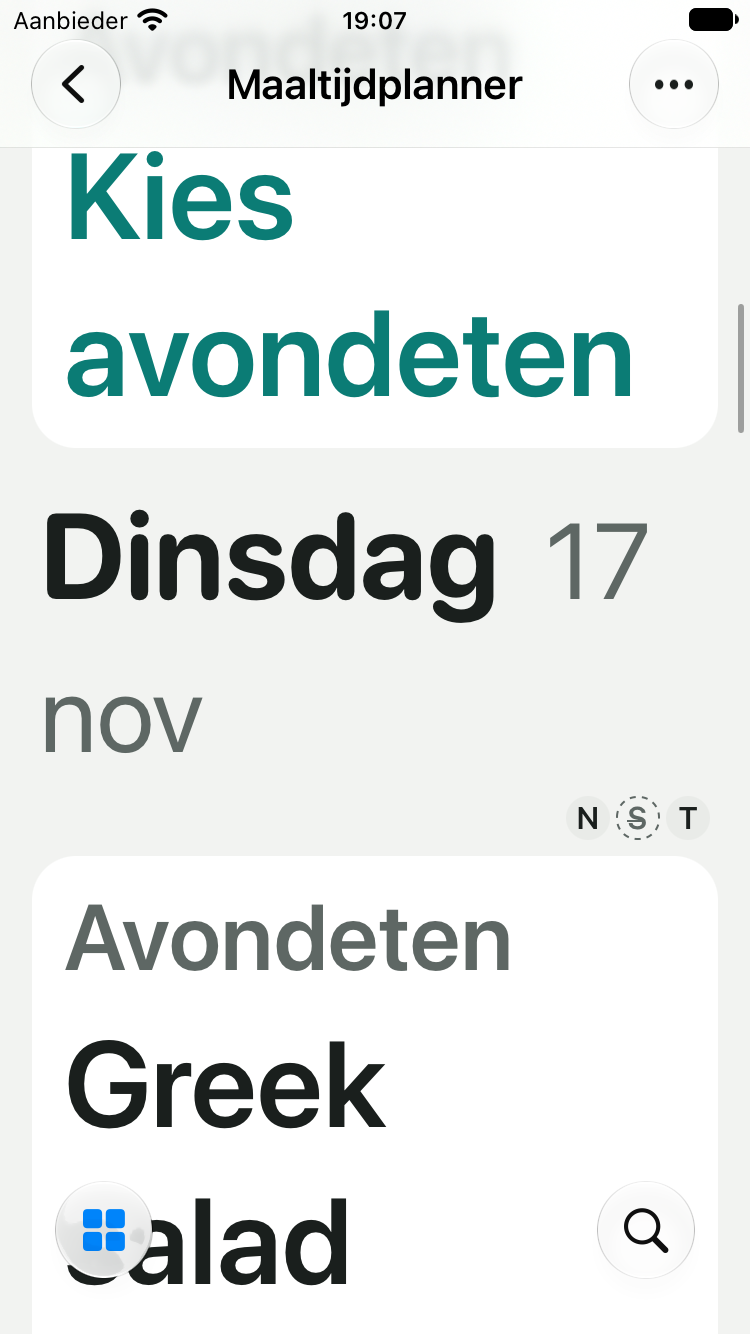 Aanbieder 19:07
Maaltijdplanner
Kies
avondeten
Dinsdag 17
nov
N S T
Avondeten
Greek
salad